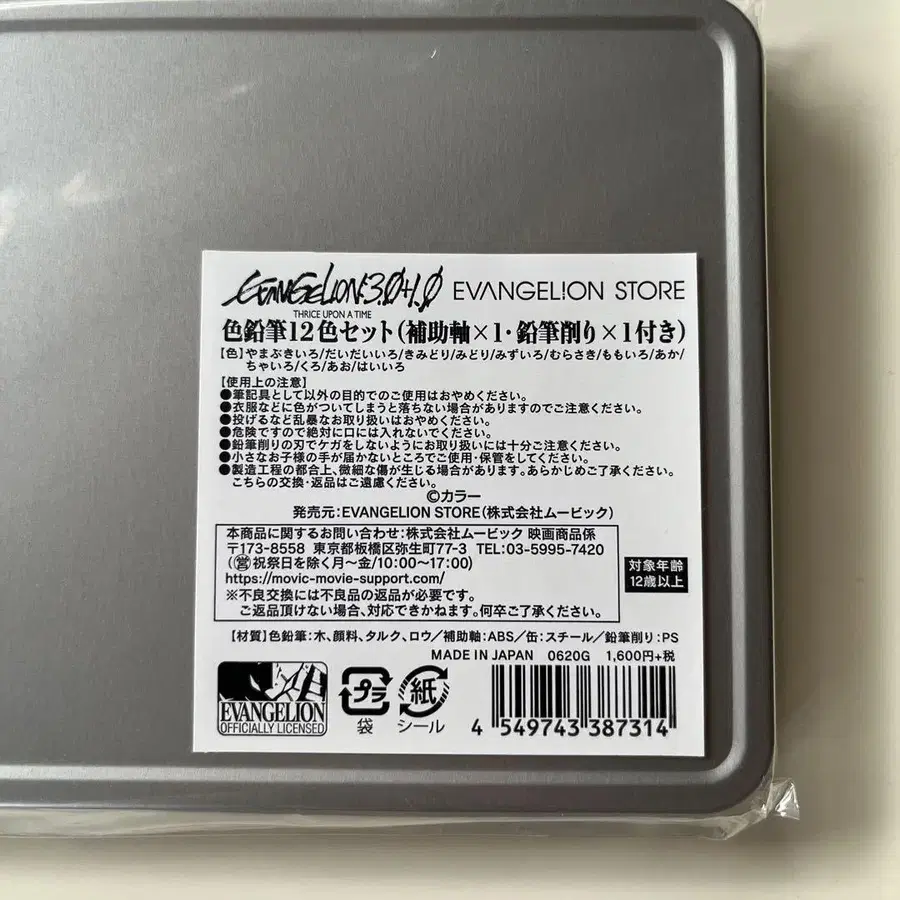 EVANGELION:3.0+1.0 EVANGELION STORE
THRICE UPON A TIME
色鉛筆12色セット(補助軸×1・鉛筆削り×1付き)
【色】やまぶきいろ/だいだいいろ/きみどり/みどり/みずいろ/むらさき/ももいろ/あか/
ちゃいろ/くろ/あお/はいいろ
【使用上の注意】
●筆記具として以外の目的でのご使用はおやめください。
●衣服などに色がついてしまうと落ちない場合がありますのでご注意ください。
●投げるなど乱暴なお取り扱いはおやめください。
●危険ですので絶対に口には入れないでください。
●鉛筆削りの刃でケガをしないようにお取り扱いには十分ご注意ください。
●小さなお子様の手が届かないところでご使用・保管をしてください。
●製造工程の都合上、微細な傷が生じる場合があります。あらかじめご了承ください。
こちらの交換・返品はご遠慮ください。
©カラー
発売元:EVANGELION STORE(株式会社ムービック)
本商品に関するお問い合わせ:株式会社ムービック 映画商品係
〒173-8558 東京都板橋区弥生町77-3 TEL:03-5995-7420
(営祝祭日を除く月〜金/10:00〜17:00)
https://movic-movie-support.com/
※不良交換には不良品の返品が必要になります。
ご返品頂けない場合、対応できかねます。何卒ご了承ください。
対象年齢
12歳以上
【材質】色鉛筆:木、顔料、タルク、ロウ/補助軸:ABS/缶:スチール/鉛筆削り:PS
MADE IN JAPAN 0620G 1,600円+税
EVANGELION
OFFICIALLY LICENSED
プラ
袋
紙
シール
4 549743 387314